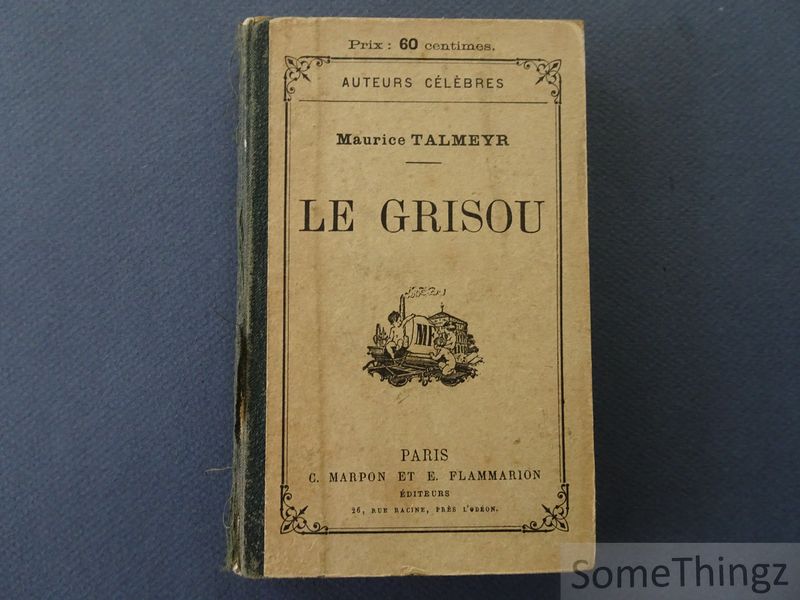 Prix : 60 centimes.
AUTEURS CÉLÈBRES
Maurice TALMEYR
LE GRISOU
MF
PARIS
C. MARPON ET E. FLAMMARION
ÉDITEURS
26, RUE RACINE, PRÈS L'ODÉON.
SomeThingz